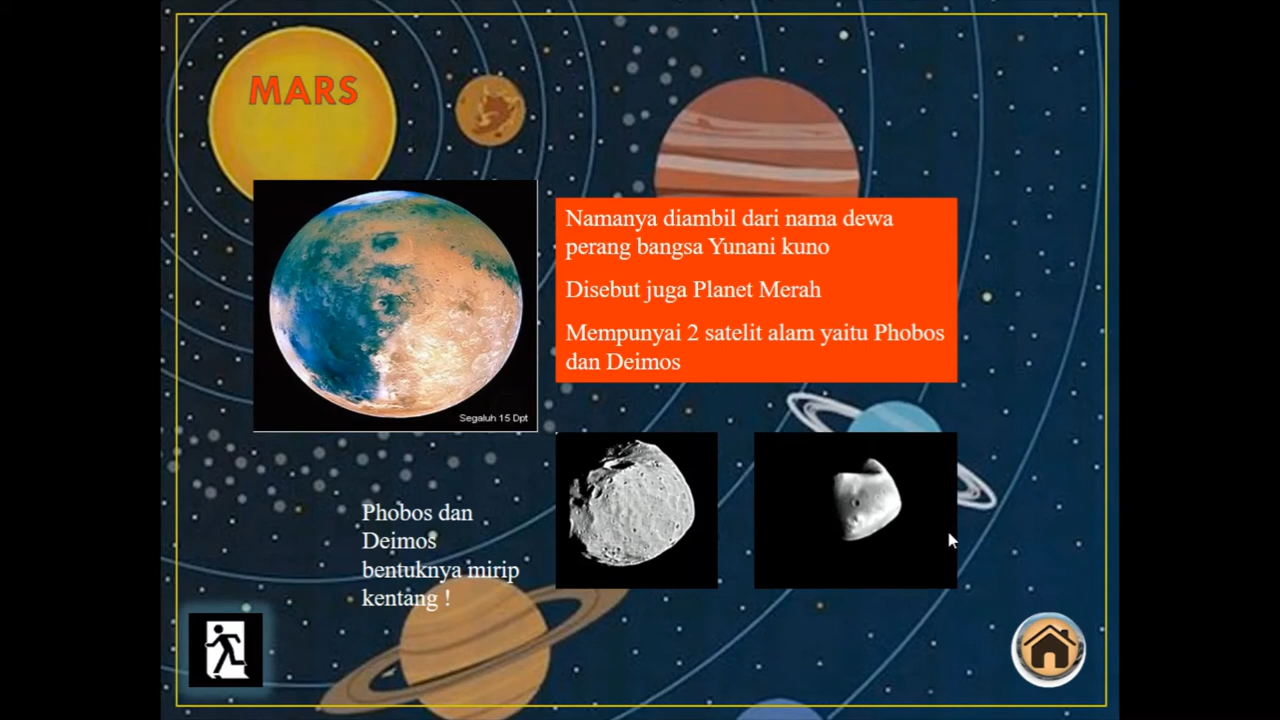 MARS
Namanya diambil dari nama dewa
perang bangsa Yunani kuno
Disebut juga Planet Merah
Mempunyai 2 satelit alam yaitu Phobos
dan Deimos
Segaluh 15 Dpt
Phobos dan
Deimos
bentuknya mirip
kentang !